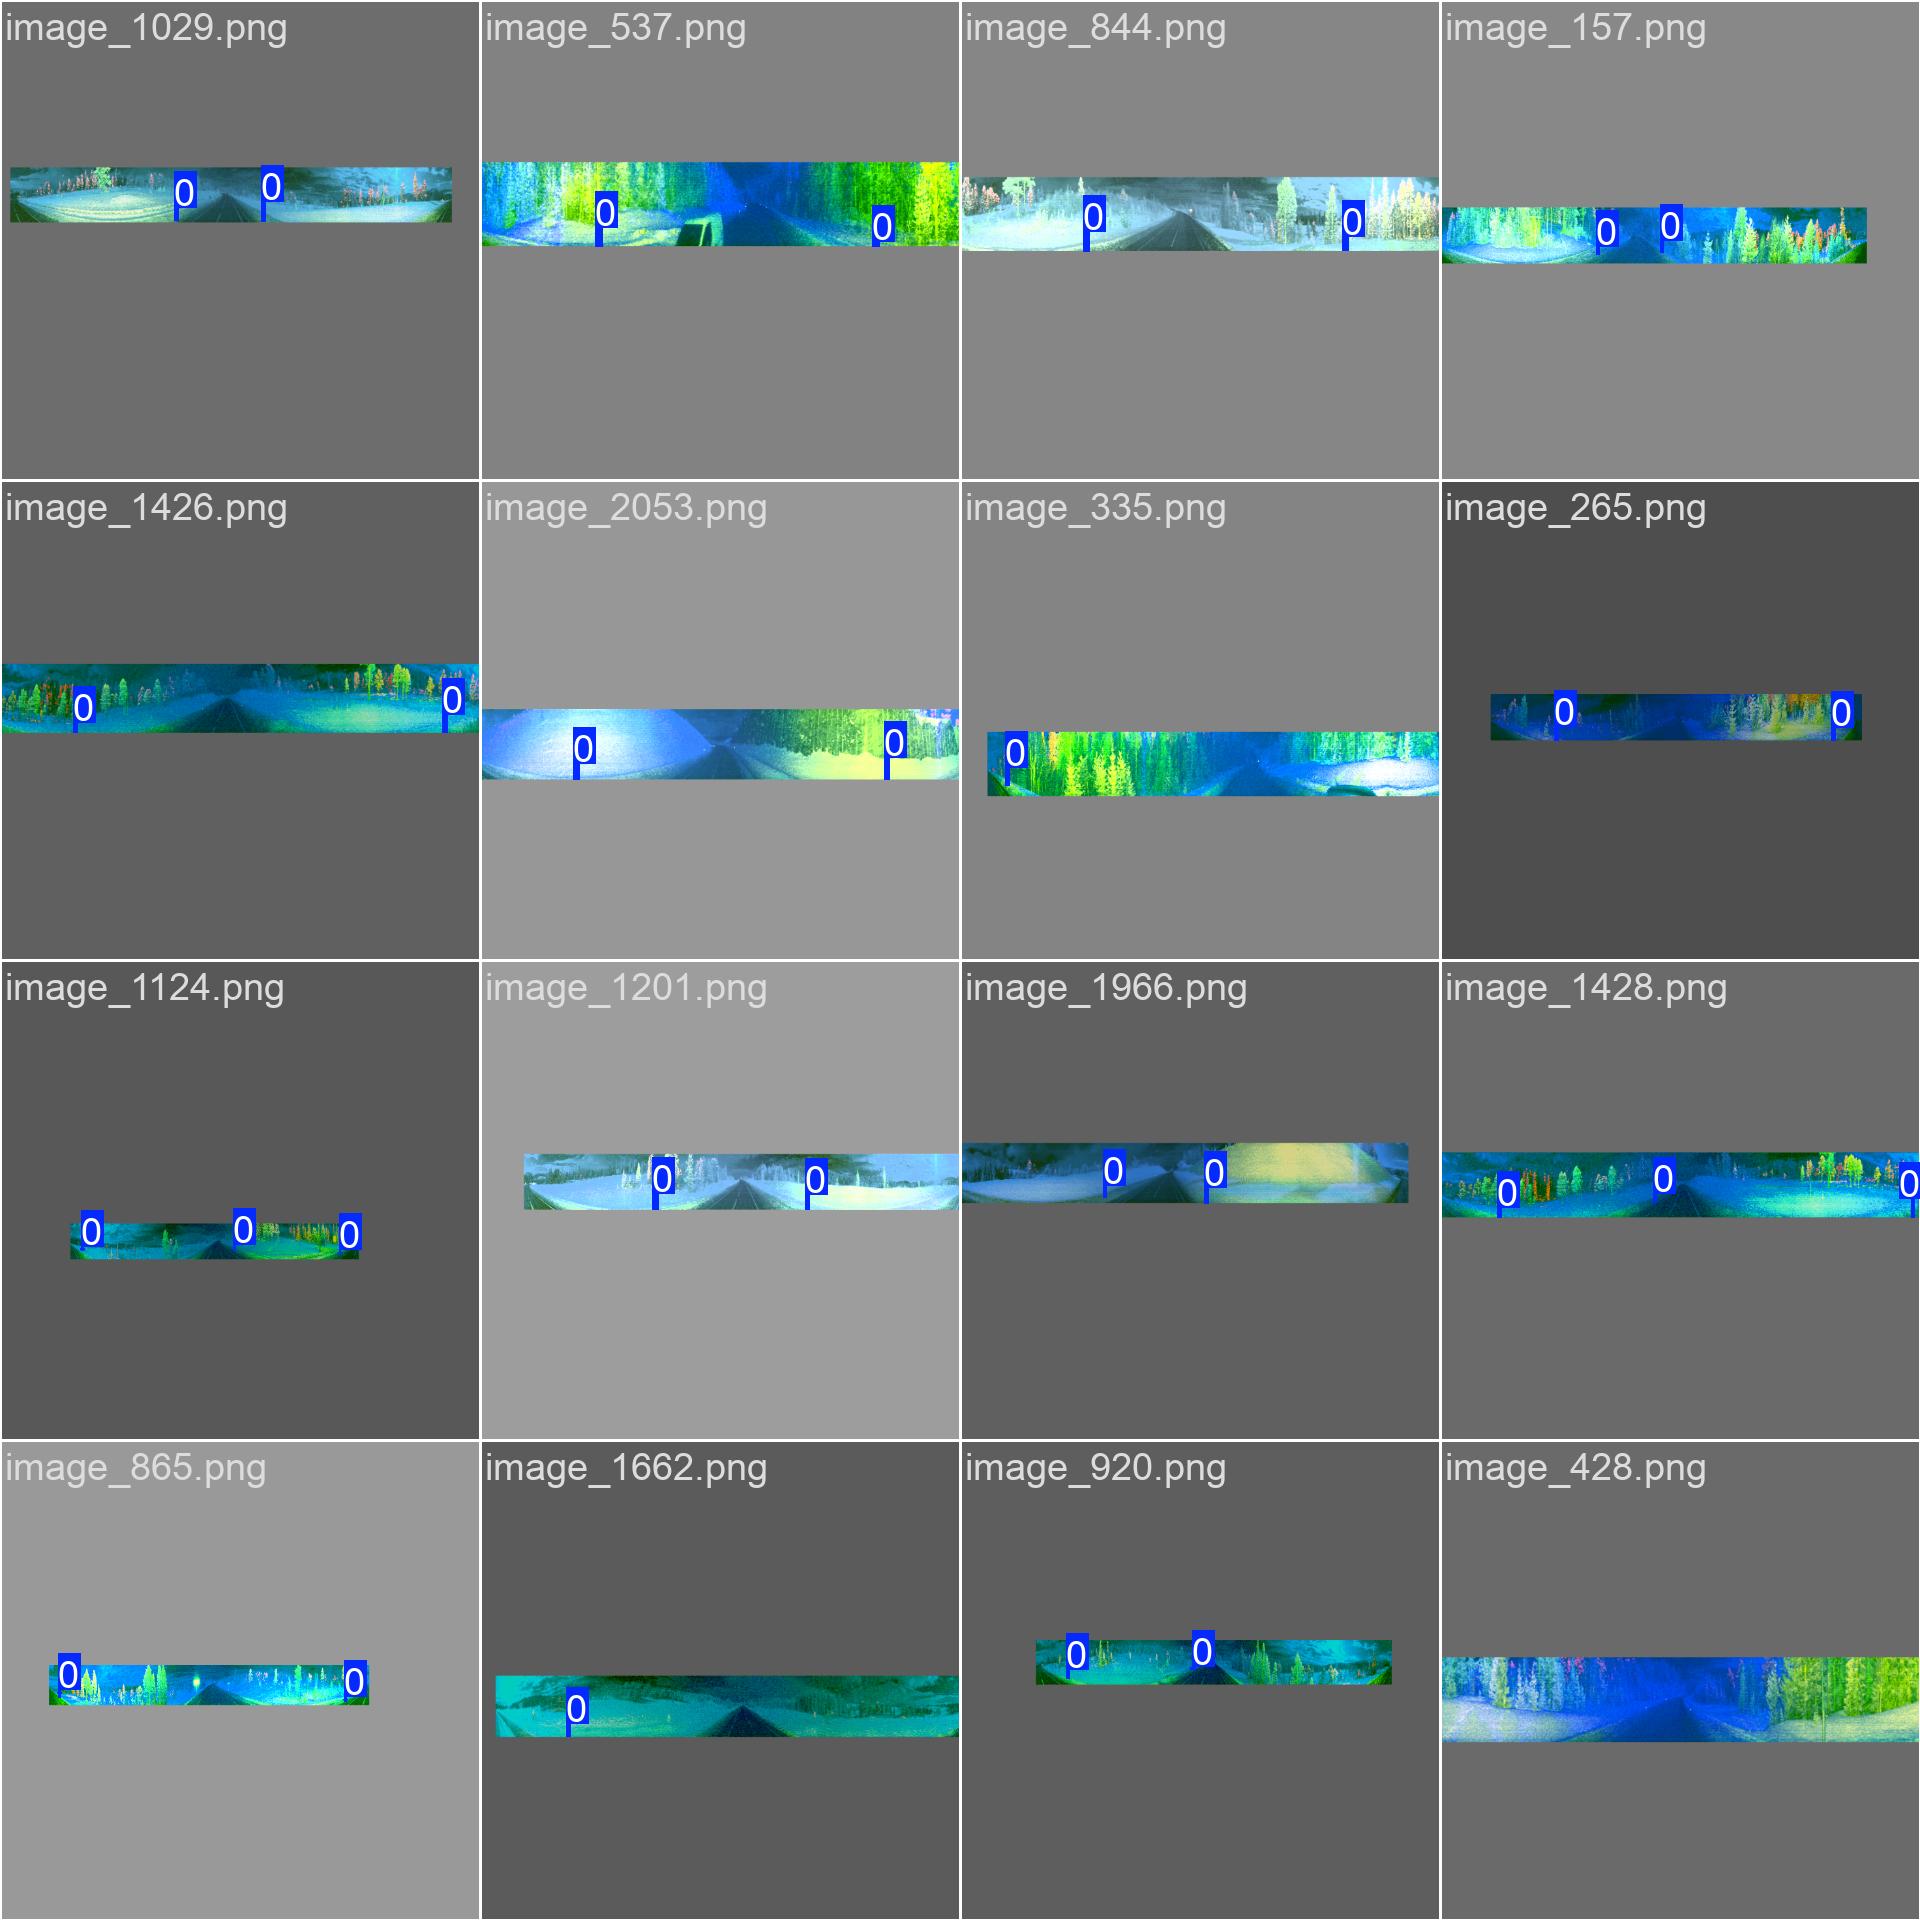 image_1029.png
0 0
image_537.png
0 0
image_844.png
0 0
image_157.png
0 0
image_1426.png
0 0
image_2053.png
0 0
image_335.png
0
image_265.png
0 0
image_1124.png
0 0 0
image_1201.png
0 0
image_1966.png
0 0
image_1428.png
0 0 0
image_865.png
0 0
image_1662.png
0
image_920.png
0 0
image_428.png